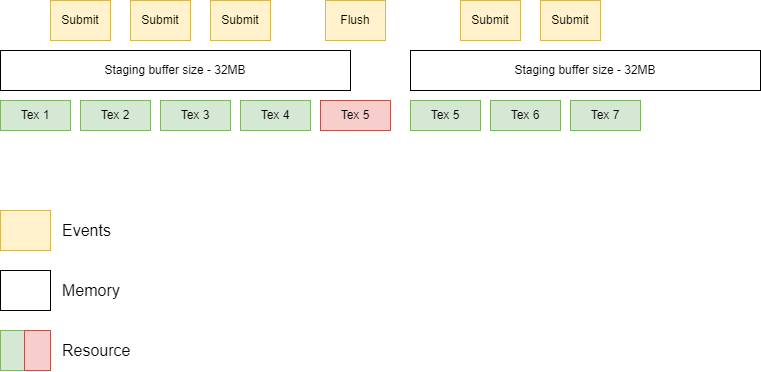 Submit Submit Submit Flush Submit Submit
Staging buffer size - 32MB Staging buffer size - 32MB
Tex 1 Tex 2 Tex 3 Tex 4 Tex 5 Tex 5 Tex 6 Tex 7
Events
Memory
Resource